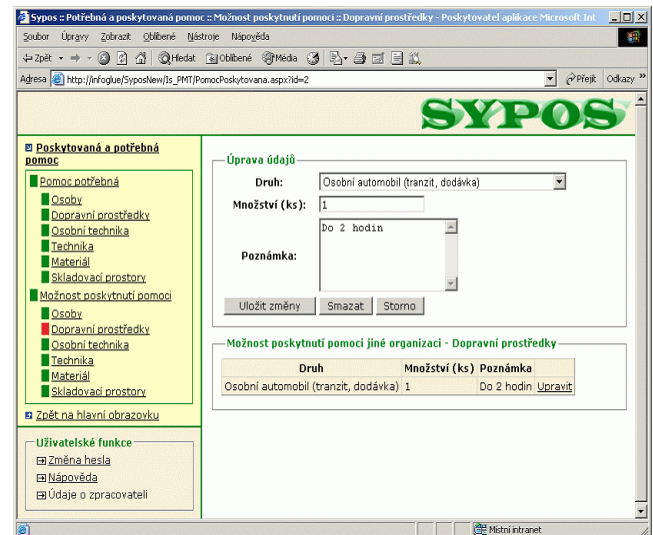 Sypos :: Potřebná a poskytovaná pomoc :: Možnost poskytnutí pomoci :: Dopravní prostředky - Poskytovatel aplikace Microsoft Int
Soubor Úpravy Zobrazit Oblíbené Nástroje Nápověda
Zpět Hledat Oblíbené Média
Adresa http://infoglue/SyposNew/Is_PMT/PomocPoskytovana.aspx?id=2 Přejít Odkazy »
SYPOS
Poskytovaná a potřebná
pomoc
Pomoc potřebná
Osoby
Dopravní prostředky
Osobní technika
Technika
Materiál
Skladovací prostory
Možnost poskytnutí pomoci
Osoby
Dopravní prostředky
Osobní technika
Technika
Materiál
Skladovací prostory
Zpět na hlavní obrazovku
Uživatelské funkce
Změna hesla
Nápověda
Údaje o zpracovateli
Úprava údajů
Druh: Osobní automobil (tranzit, dodávka)
Množství (ks): 1
Poznámka: Do 2 hodin
Uložit změny Smazat Storno
Možnost poskytnutí pomoci jiné organizaci - Dopravní prostředky
Druh Množství (ks) Poznámka
Osobní automobil (tranzit, dodávka) 1 Do 2 hodin Upravit
Místní intranet